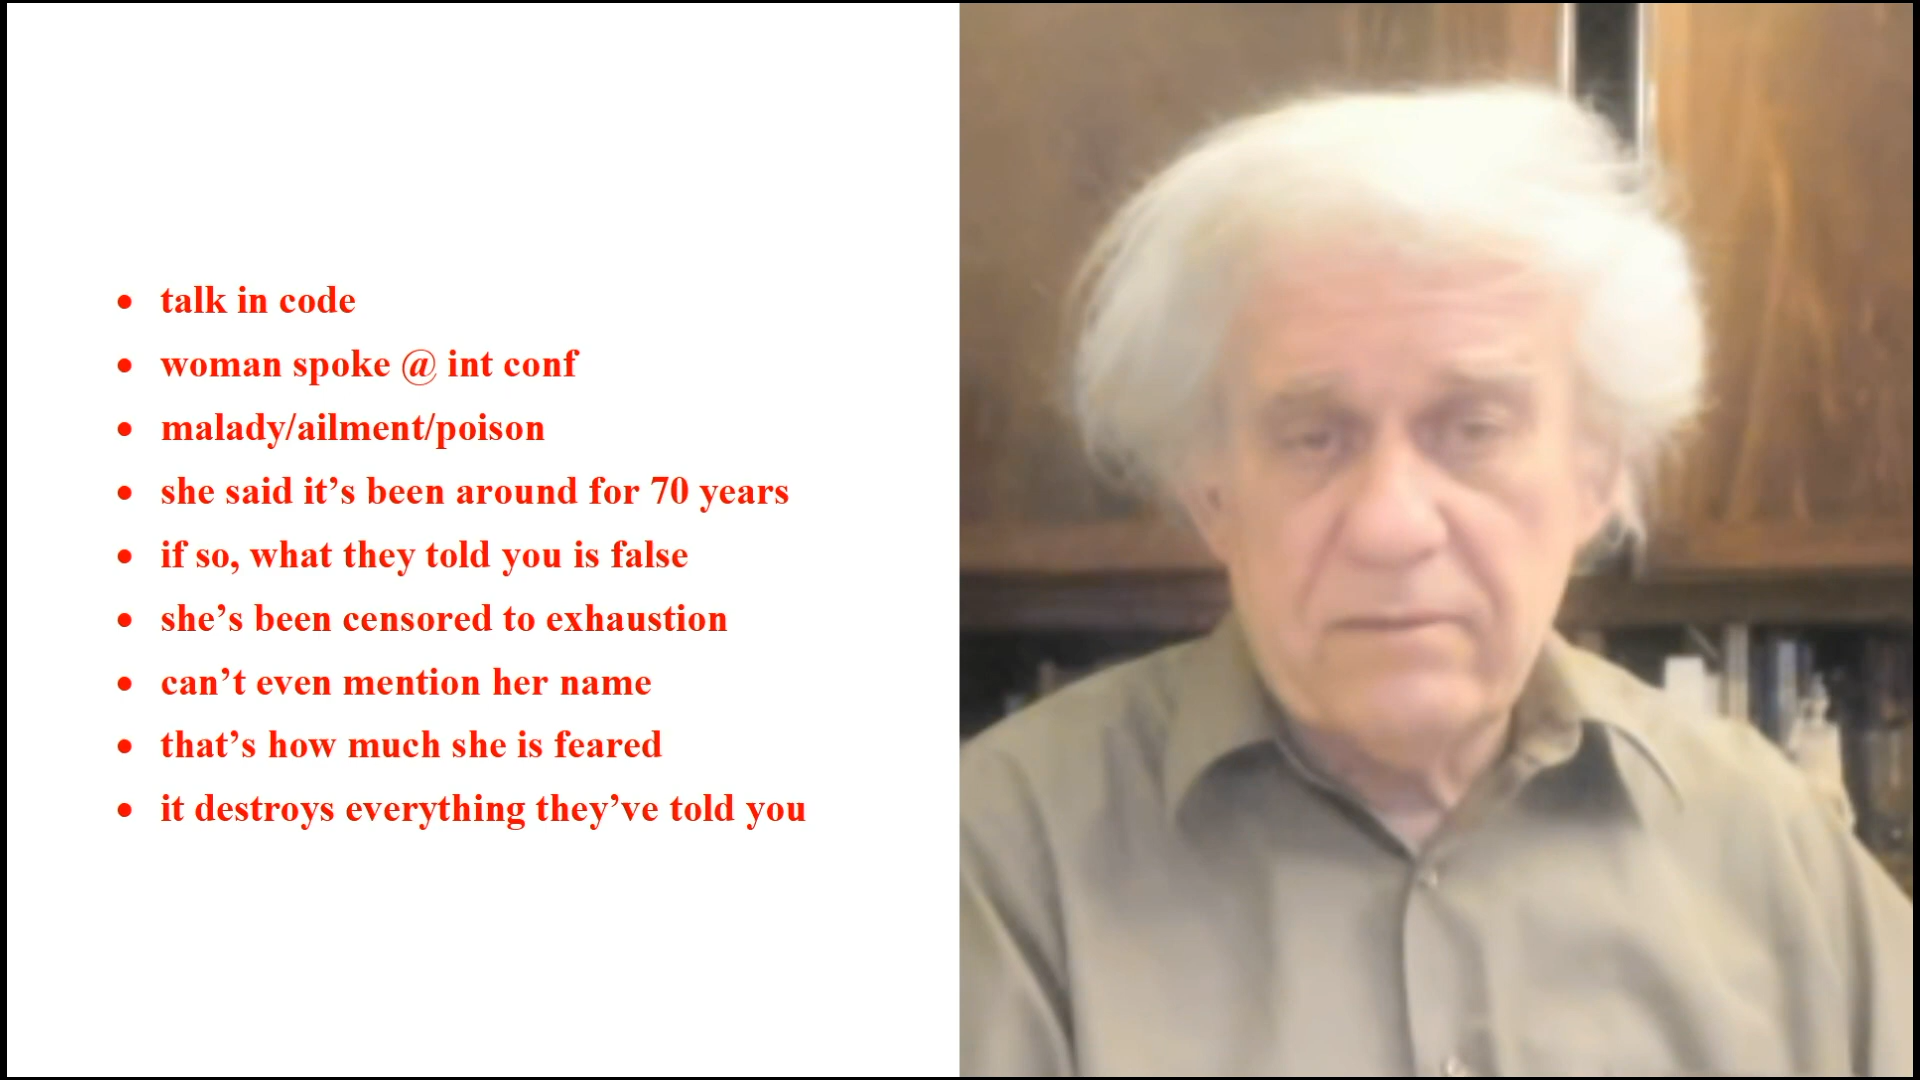 • talk in code
• woman spoke @ int conf
• malady/ailment/poison
• she said it’s been around for 70 years
• if so, what they told you is false
• she’s been censored to exhaustion
• can’t even mention her name
• that’s how much she is feared
• it destroys everything they’ve told you